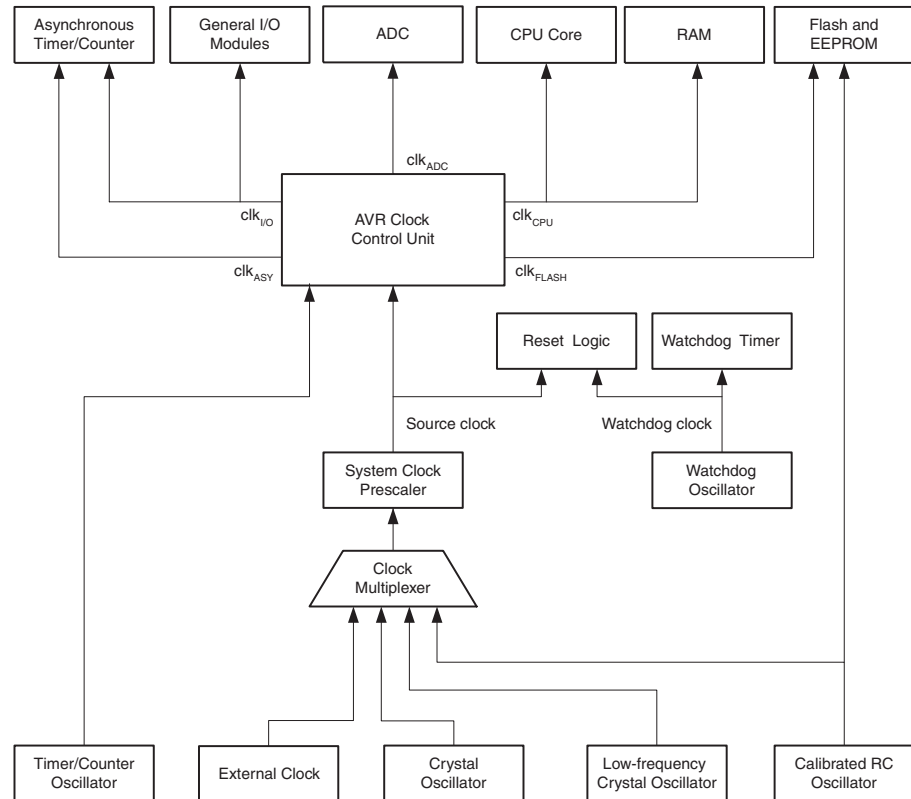 Asynchronous
Timer/Counter
General I/O
Modules
ADC
CPU Core
RAM
Flash and
EEPROM
clkADC
AVR Clock
Control Unit
clkI/O
clkCPU
clkASY
clkFLASH
Reset Logic
Watchdog Timer
Source clock
Watchdog clock
System Clock
Prescaler
Watchdog
Oscillator
Clock
Multiplexer
Timer/Counter
Oscillator
External Clock
Crystal
Oscillator
Low-frequency
Crystal Oscillator
Calibrated RC
Oscillator